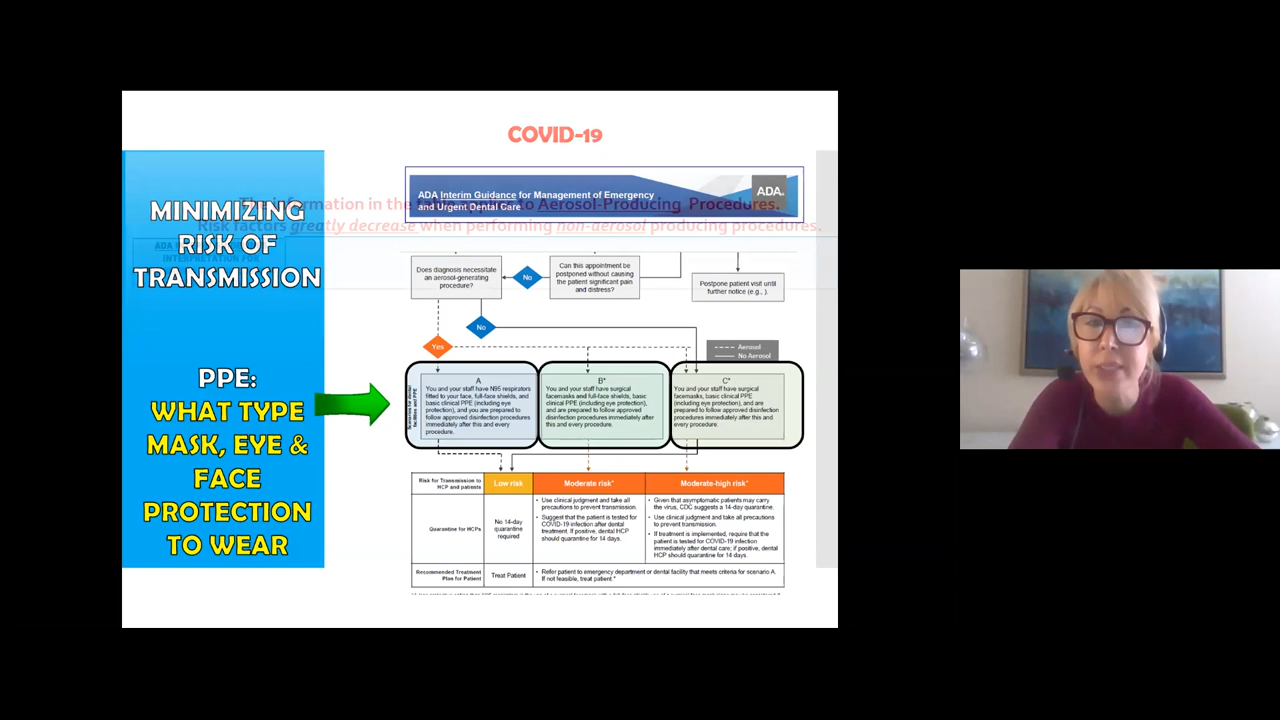 COVID-19
MINIMIZING
RISK OF
TRANSMISSION
PPE:
WHAT TYPE
MASK, EYE &
FACE
PROTECTION
TO WEAR
ADA Interim Guidance for Management of Emergency
and Urgent Dental Care
ADA.
The information in the
to Aerosol-Producing Procedures.
Risk factors greatly decrease when performing non-aerosol producing procedures.
INTERPRETATION FOR
Does diagnosis necessitate
an aerosol-generating
procedure?
No
Can this appointment be
postponed without causing
the patient significant pain
and distress?
Postpone patient visit until
further notice (e.g., ).
No
Yes
Aerosol
No Aerosol
A
You and your staff have N95 respirators
fitted to your face, full-face shields, and
basic clinical PPE (including eye
protection), and you are prepared to
follow approved disinfection procedures
immediately after this and every
procedure.
B*
You and your staff have surgical
facemasks and full-face shields, basic
clinical PPE (including eye protection),
and are prepared to follow approved
disinfection procedures immediately after
this and every procedure.
C*
You and your staff have surgical
facemasks, basic clinical PPE
(including eye protection), and are
prepared to follow approved disinfection
procedures immediately after this and every
procedure.
Risk for Transmission to
HCP and patients
Low risk
Moderate risk*
Moderate-high risk*
Quarantine for HCPs
No 14-day
quarantine
required
• Use clinical judgment and take all
precautions to prevent transmission.
• Suggest that the patient is tested for
COVID-19 infection after dental
treatment. If positive, dental HCP
should quarantine for 14 days.
• Given that asymptomatic patients may carry
the virus, CDC suggests a 14-day quarantine.
• Use clinical judgment and take all precautions
to prevent transmission.
• If treatment is implemented, require that the
patient is tested for COVID-19 infection
immediately after dental care; if positive, dental
HCP should quarantine for 14 days.
Recommended Treatment
Plan for Patient
Treat Patient
• Refer patient to emergency department or dental facility that meets criteria for scenario A.
If not feasible, treat patient.*